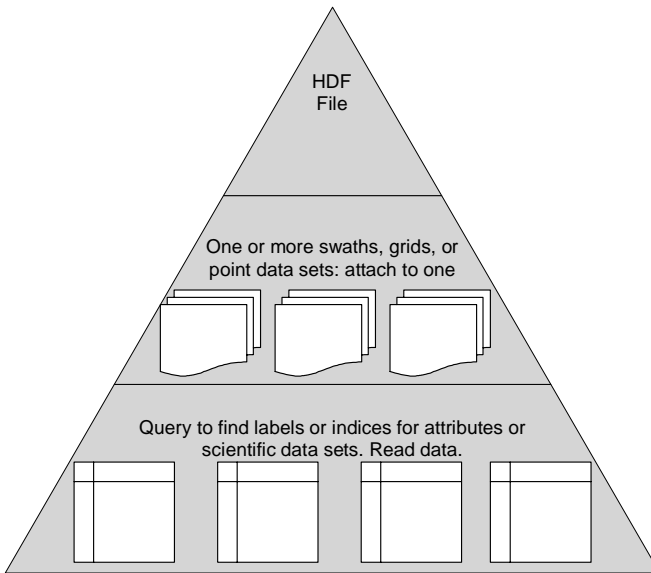 HDF
File
One or more swaths, grids, or
point data sets: attach to one
Query to find labels or indices for attributes or
scientific data sets. Read data.